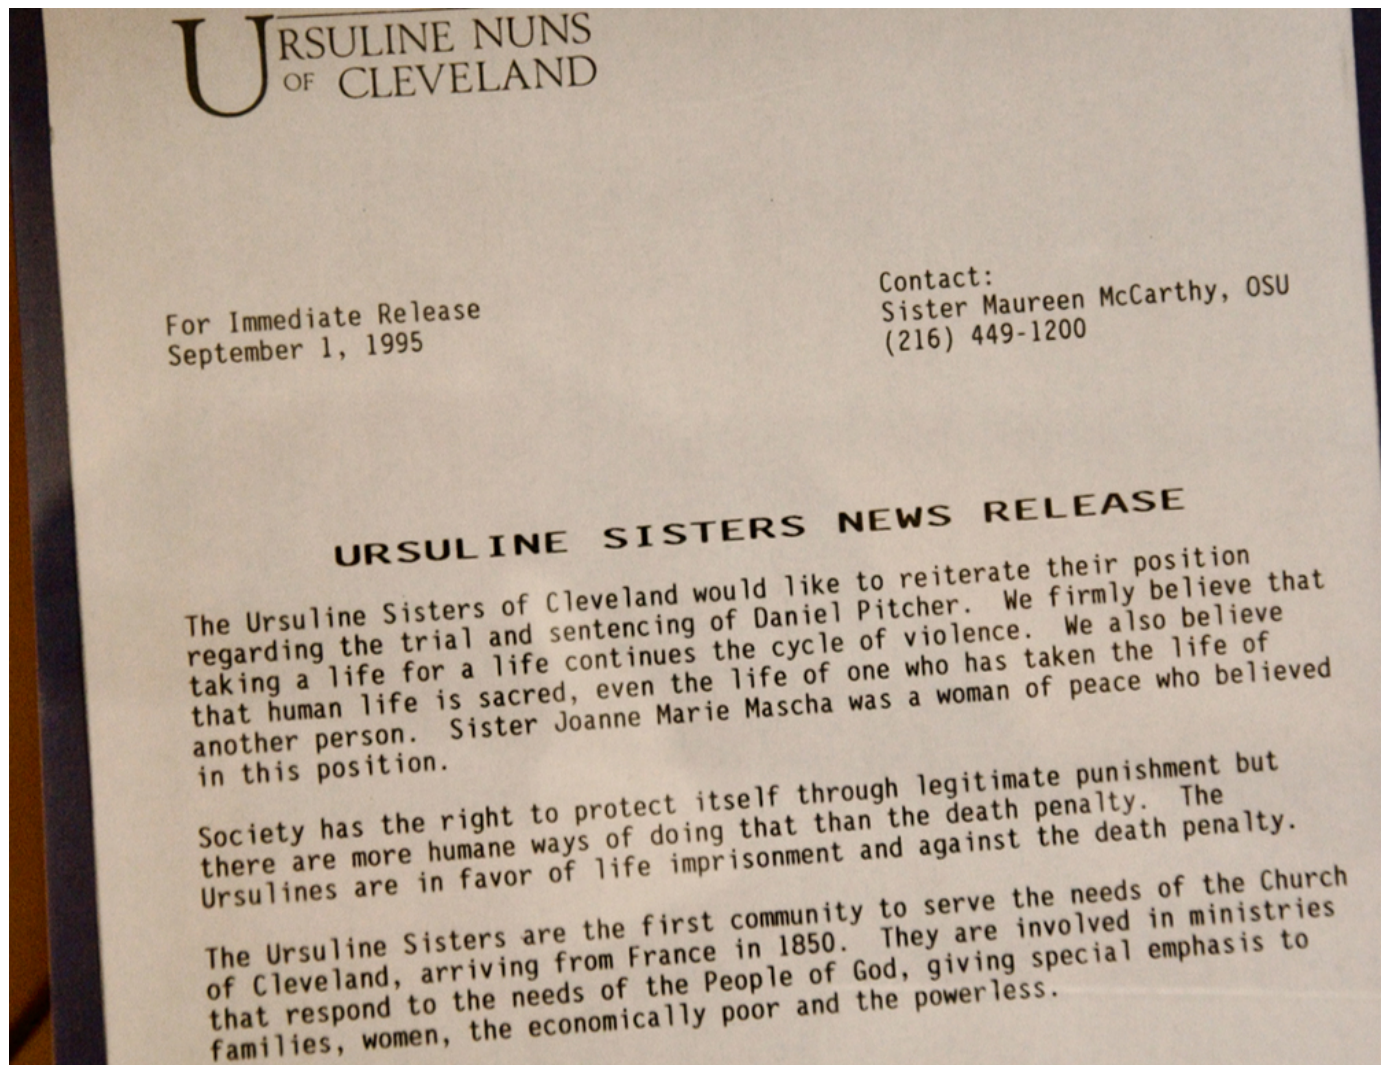 URSULINE NUNS
OF CLEVELAND
For Immediate Release
September 1, 1995
Contact:
Sister Maureen McCarthy, OSU
(216) 449-1200
URSULINE SISTERS NEWS RELEASE
The Ursuline Sisters of Cleveland would like to reiterate their position
regarding the trial and sentencing of Daniel Pitcher. We firmly believe that
taking a life for a life continues the cycle of violence. We also believe
that human life is sacred, even the life of one who has taken the life of
another person. Sister Joanne Marie Mascha was a woman of peace who believed
in this position.
Society has the right to protect itself through legitimate punishment but
there are more humane ways of doing that than the death penalty. The
Ursulines are in favor of life imprisonment and against the death penalty.
The Ursuline Sisters are the first community to serve the needs of the Church
of Cleveland, arriving from France in 1850. They are involved in ministries
that respond to the needs of the People of God, giving special emphasis to
families, women, the economically poor and the powerless.